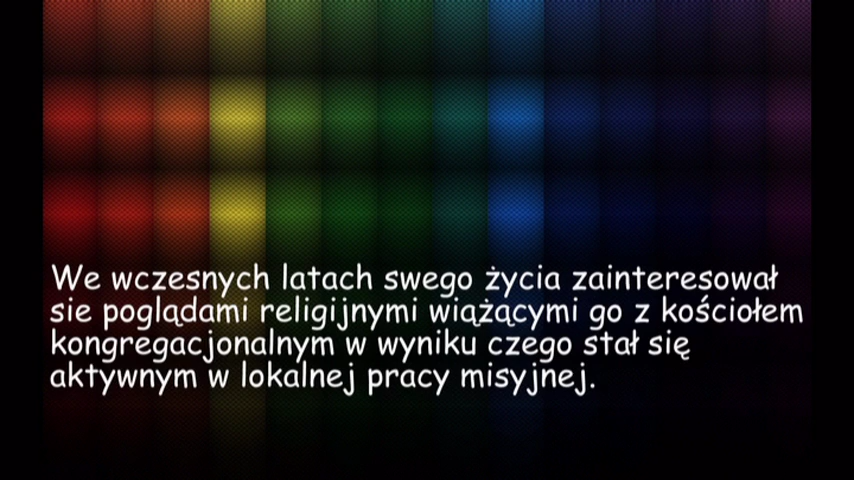 We wczesnych latach swego życia zainteresował
sie poglądami religijnymi wiążącymi go z kościołem
kongregacjonalnym w wyniku czego stał się
aktywnym w lokalnej pracy misyjnej.